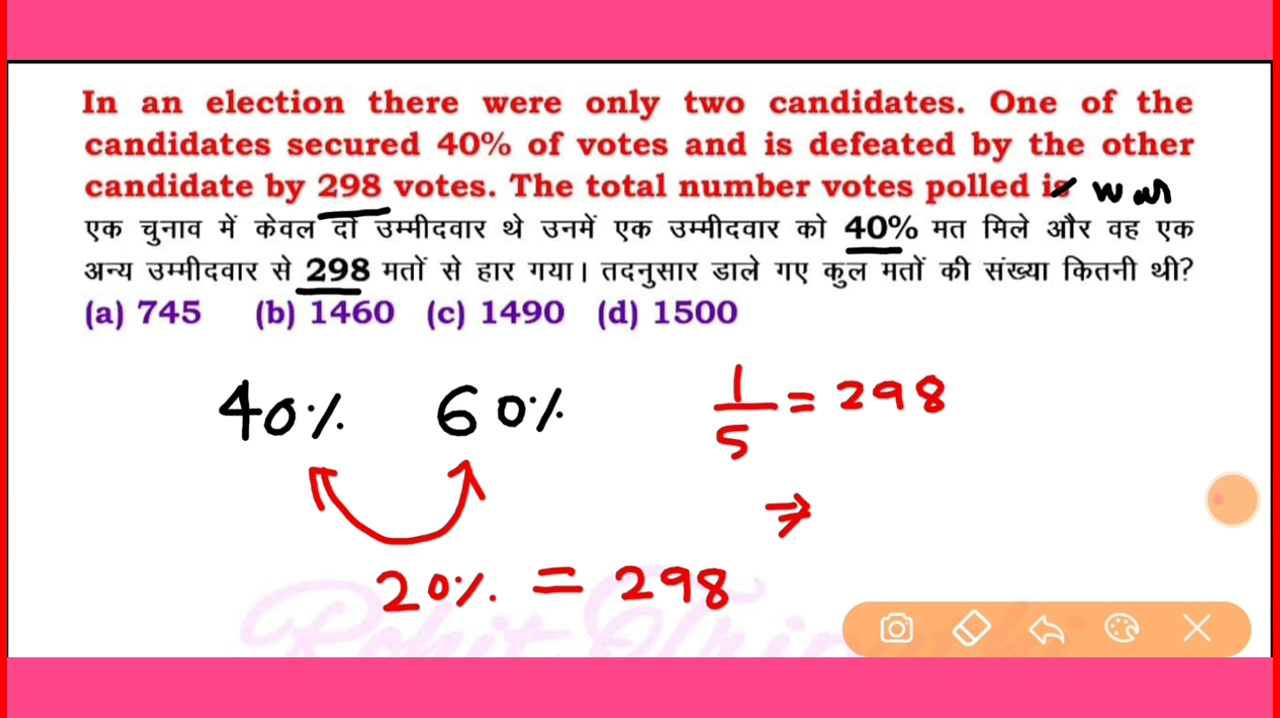 In an election there were only two candidates. One of the
candidates secured 40% of votes and is defeated by the other
candidate by 298 votes. The total number votes polled is was
एक चुनाव में केवल दो उम्मीदवार थे उनमें एक उम्मीदवार को 40% मत मिले और वह एक
अन्य उम्मीदवार से 298 मतों से हार गया। तदनुसार डाले गए कुल मतों की संख्या कितनी थी?
(a) 745 (b) 1460 (c) 1490 (d) 1500
40% 60% 1/5 = 298
⇒
20% = 298
Rohit